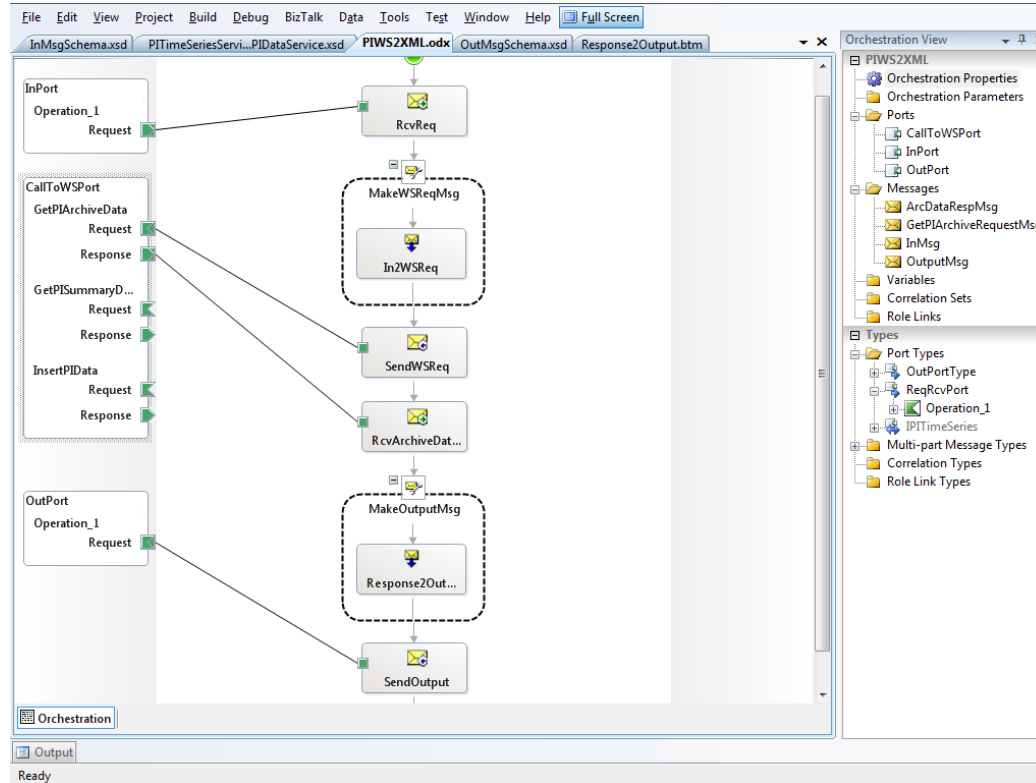 File Edit View Project Build Debug BizTalk Data Tools Test Window Help Full Screen
InMsgSchema.xsd PITimeSeriesServi...PIDataService.xsd PIWS2XML.odx OutMsgSchema.xsd Response2Output.btm
InPort
Operation_1
Request
CallToWSPort
GetPIArchiveData
Request
Response
GetPISummaryD...
Request
Response
InsertPIData
Request
Response
OutPort
Operation_1
Request
RcvReq
MakeWSReqMsg
In2WSReq
SendWSReq
RcvArchiveDat...
MakeOutputMsg
Response2Out...
SendOutput
Orchestration
Orchestration View
PIWS2XML
Orchestration Properties
Orchestration Parameters
Ports
CallToWSPort
InPort
OutPort
Messages
ArcDataRespMsg
GetPIArchiveRequestMs
InMsg
OutputMsg
Variables
Correlation Sets
Role Links
Types
Port Types
OutPortType
ReqRcvPort
Operation_1
IPITimeSeries
Multi-part Message Types
Correlation Types
Role Link Types
Output
Ready